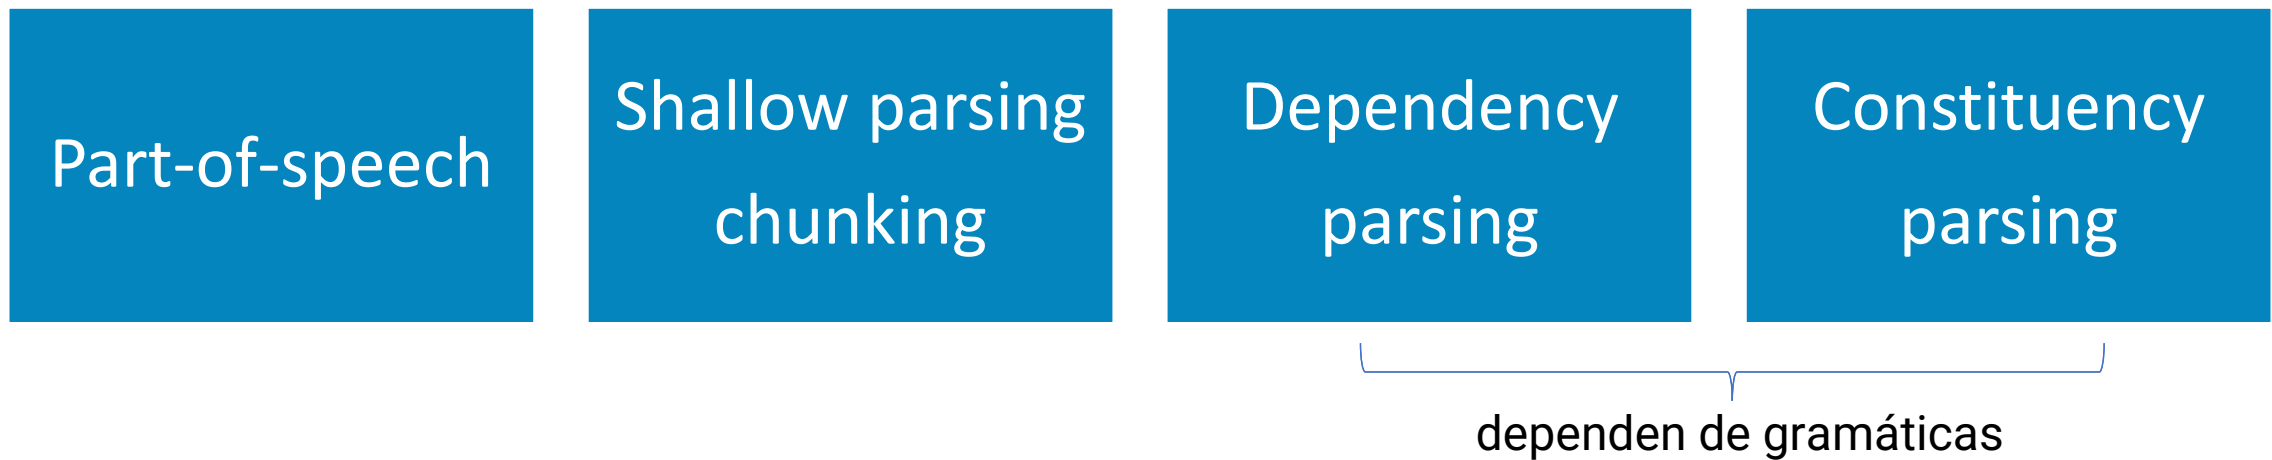 Part-of-speech
Shallow parsing
chunking
Dependency
parsing
Constituency
parsing
dependen de gramáticas